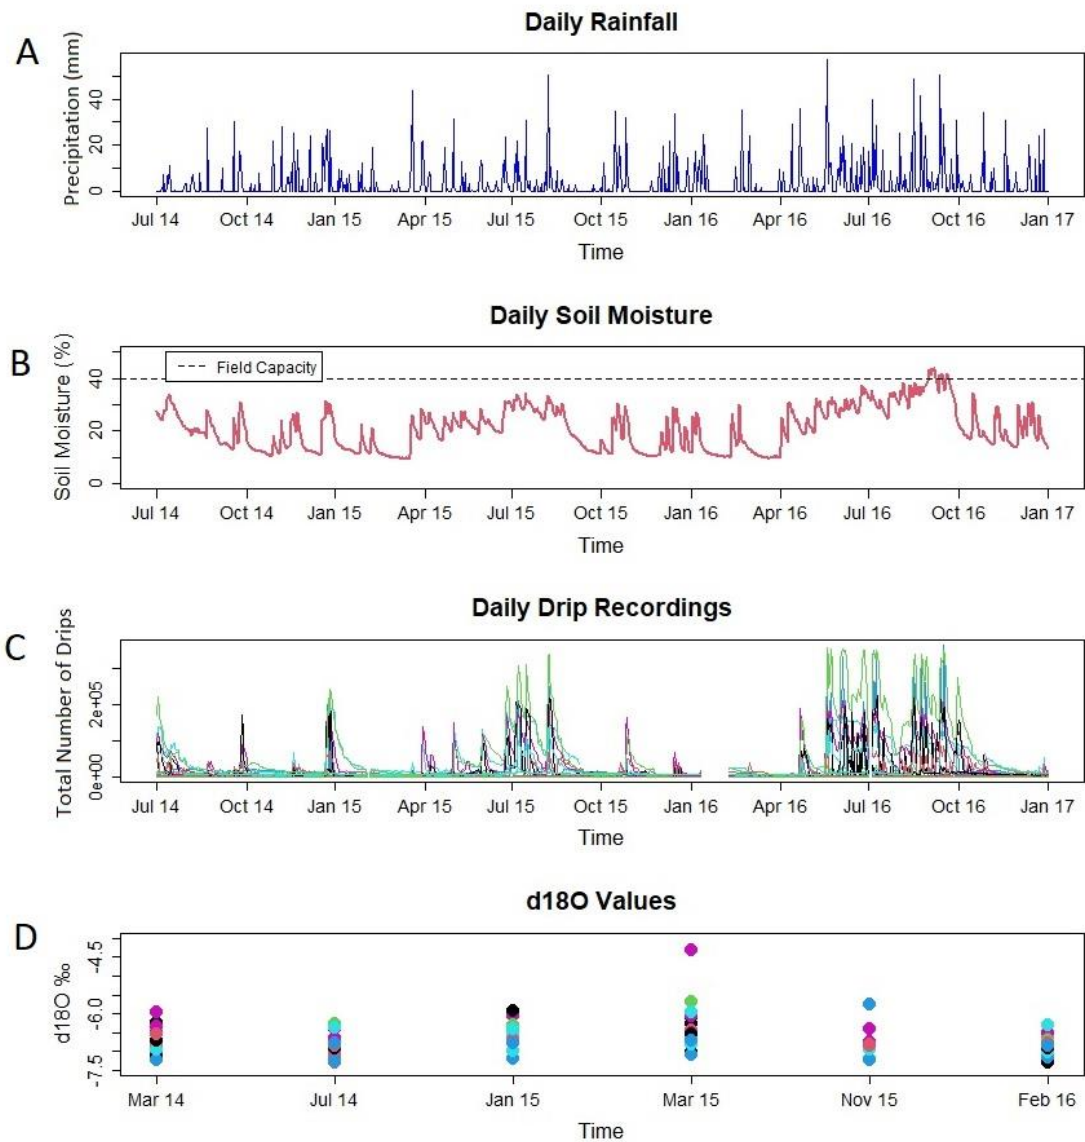 A
Daily Rainfall
Precipitation (mm)
40
20
0
Jul 14 Oct 14 Jan 15 Apr 15 Jul 15 Oct 15 Jan 16 Apr 16 Jul 16 Oct 16 Jan 17
Time
B
Daily Soil Moisture
Soil Moisture (%)
40
20
0
Field Capacity
Jul 14 Oct 14 Jan 15 Apr 15 Jul 15 Oct 15 Jan 16 Apr 16 Jul 16 Oct 16 Jan 17
Time
C
Daily Drip Recordings
Total Number of Drips
2e+05
0e+00
Jul 14 Oct 14 Jan 15 Apr 15 Jul 15 Oct 15 Jan 16 Apr 16 Jul 16 Oct 16 Jan 17
Time
D
d18O Values
d18O ‰
-4.5
-6.0
-7.5
Mar 14 Jul 14 Jan 15 Mar 15 Nov 15 Feb 16
Time